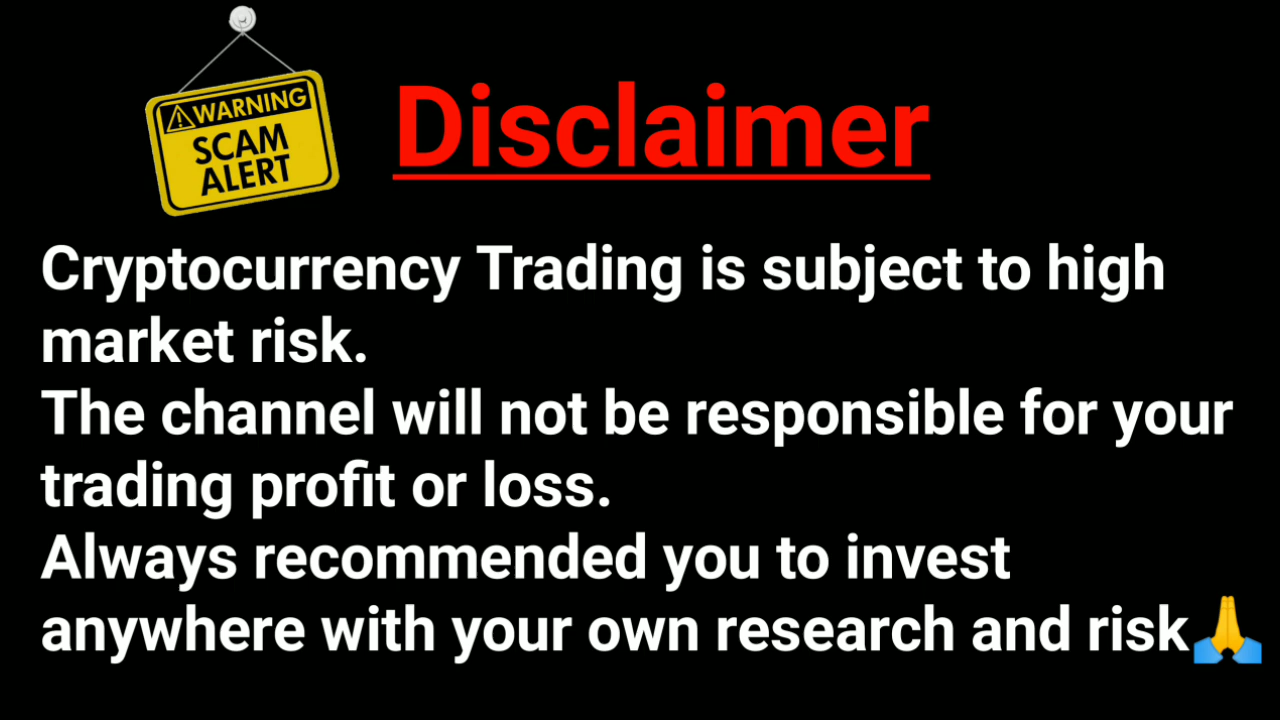 WARNING
SCAM
ALERT
Disclaimer
Cryptocurrency Trading is subject to high
market risk.
The channel will not be responsible for your
trading profit or loss.
Always recommended you to invest
anywhere with your own research and risk🙏